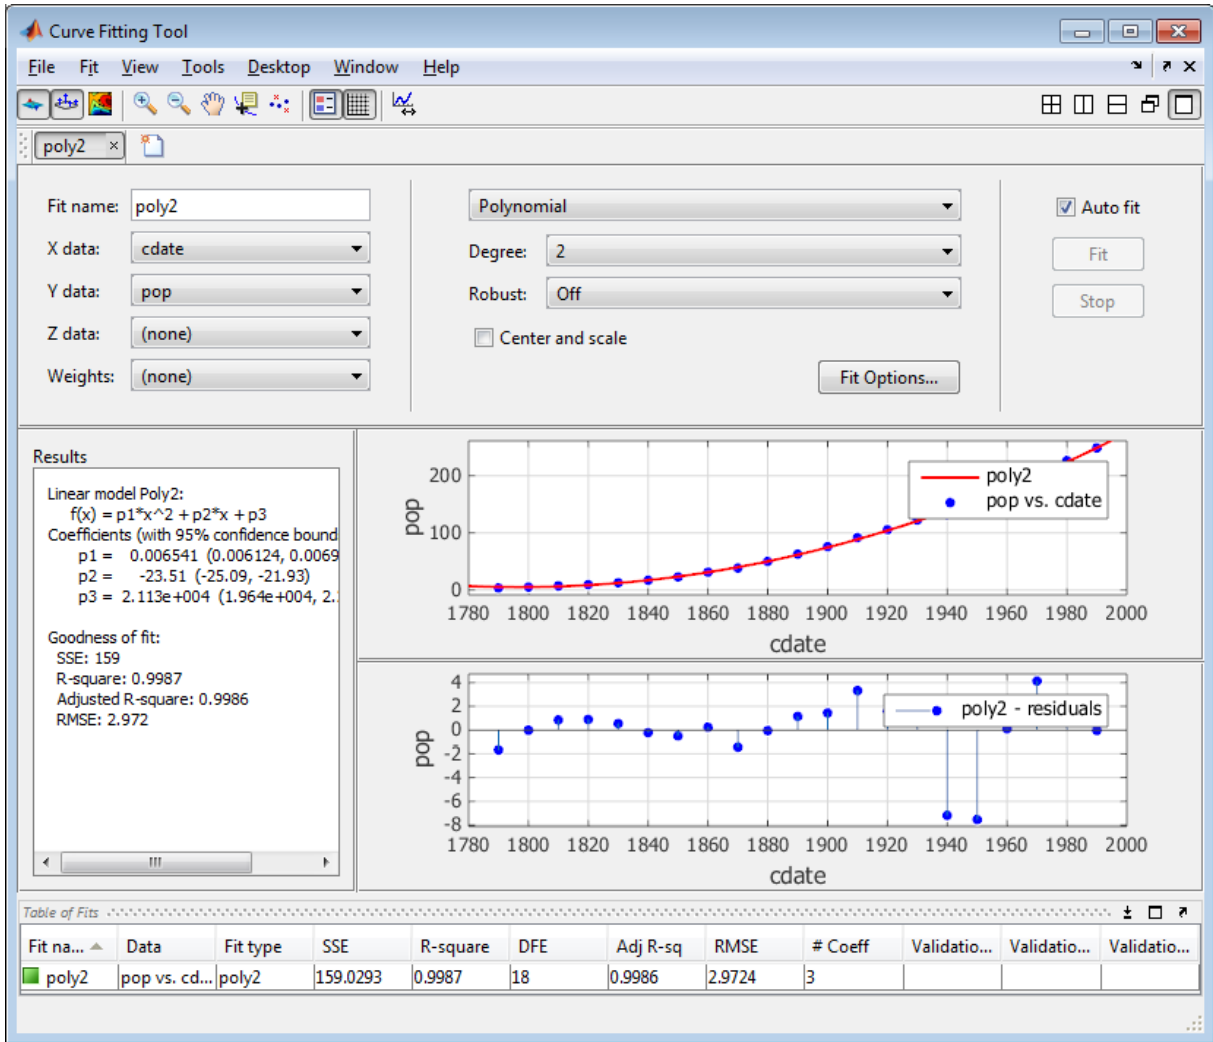 Curve Fitting Tool
File Fit View Tools Desktop Window Help
poly2
Fit name: poly2
X data: cdate
Y data: pop
Z data: (none)
Weights: (none)
Polynomial
Degree: 2
Robust: Off
Center and scale
Fit Options...
Auto fit
Fit
Stop
Results
Linear model Poly2:
f(x) = p1*x^2 + p2*x + p3
Coefficients (with 95% confidence bound
p1 = 0.006541 (0.006124, 0.0069
p2 = -23.51 (-25.09, -21.93)
p3 = 2.113e+004 (1.964e+004, 2.
Goodness of fit:
SSE: 159
R-square: 0.9987
Adjusted R-square: 0.9986
RMSE: 2.972
200
100
0
pop
poly2
pop vs. cdate
1780 1800 1820 1840 1860 1880 1900 1920 1940 1960 1980 2000
cdate
4
2
0
-2
-4
-6
-8
pop
poly2 - residuals
1780 1800 1820 1840 1860 1880 1900 1920 1940 1960 1980 2000
cdate
Table of Fits
Fit na... Data Fit type SSE R-square DFE Adj R-sq RMSE # Coeff Validatio... Validatio... Validatio...
poly2 pop vs. cd... poly2 159.0293 0.9987 18 0.9986 2.9724 3